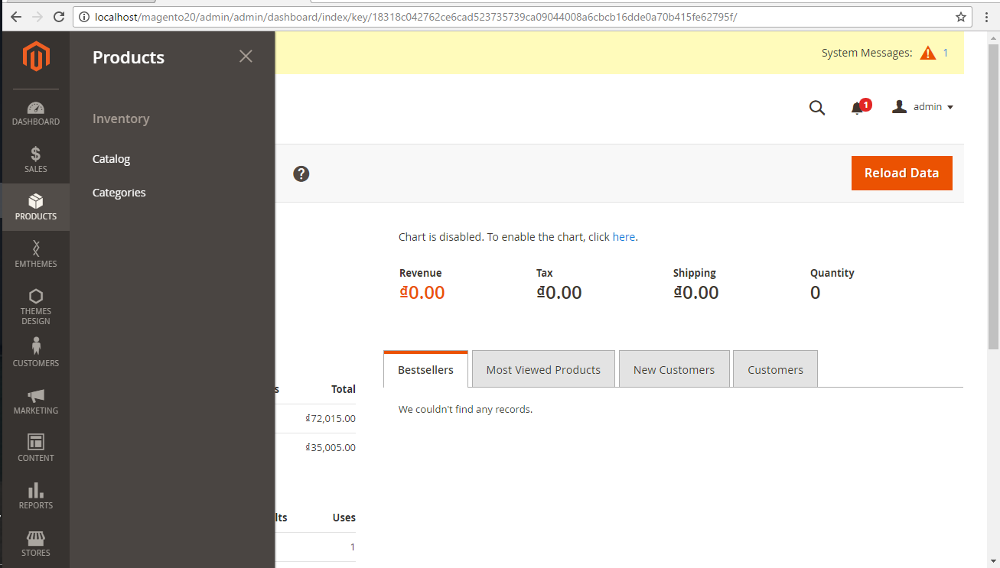 localhost/magento20/admin/admin/dashboard/index/key/18318c042762ce6cad523735739ca09044008a6cbcb16dde0a70b415fe62795f/
DASHBOARD
SALES
PRODUCTS
EMTHEMES
THEMES
DESIGN
CUSTOMERS
MARKETING
CONTENT
REPORTS
STORES
Products
Inventory
Catalog
Categories
System Messages: 1
1
admin
?
Reload Data
Chart is disabled. To enable the chart, click here.
Revenue Tax Shipping Quantity
₫0.00 ₫0.00 ₫0.00 0
Bestsellers Most Viewed Products New Customers Customers
We couldn't find any records.
s Total
₫72,015.00
₫35,005.00
lts Uses
1